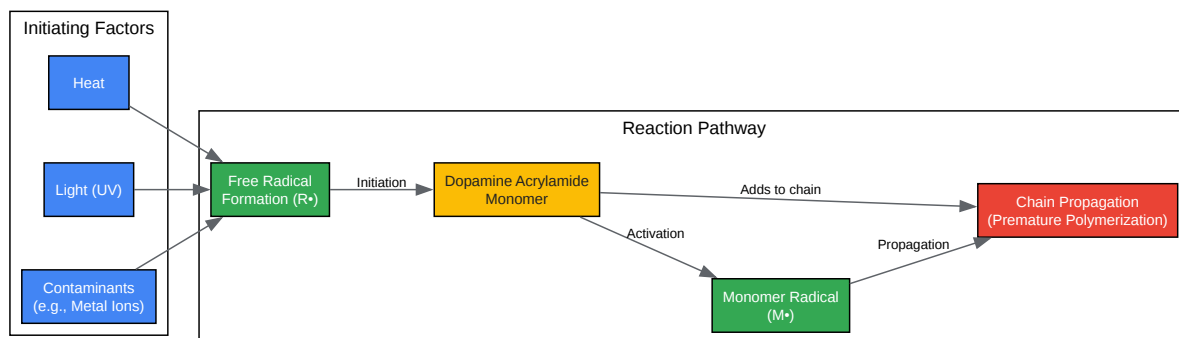 Initiating Factors
Heat
Light (UV)
Contaminants
(e.g., Metal Ions)
Reaction Pathway
Free Radical
Formation (R•)
Initiation
Dopamine Acrylamide
Monomer
Adds to chain
Activation
Monomer Radical
(M•)
Propagation
Chain Propagation
(Premature Polymerization)